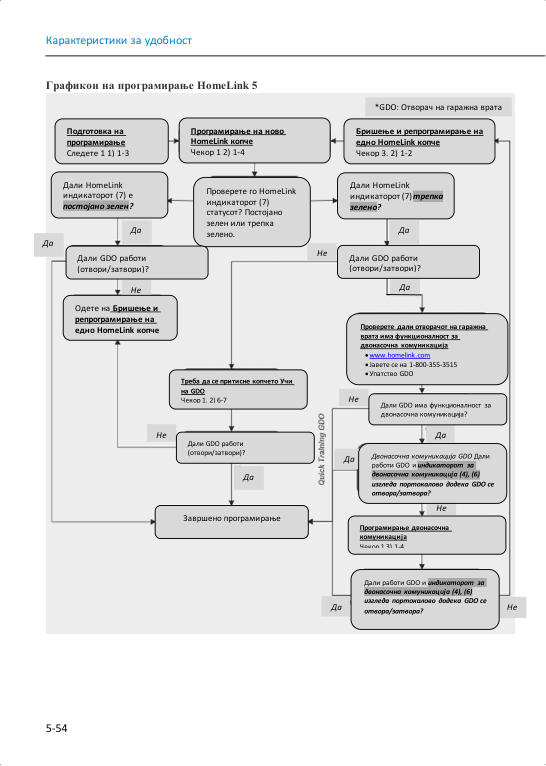 Карактеристики за удобност
Графикон на програмирање HomeLink 5
*GDO: Отворач на гаражна врата
Подготовка на
програмирање
Следете 1 1) 1-3
Програмирање на ново
HomeLink копче
Чекор 1 2) 1-4
Бришење и репрограмирање на
едно HomeLink копче
Чекор 3. 2) 1-2
Дали HomeLink
индикаторот (7) е
постојано зелен?
Проверете го HomeLink
индикаторот (7)
статусот? Постојано
зелен или трепка
зелено.
Дали HomeLink
индикаторот (7) трепка
зелено?
Да
Да
Да
Дали GDO работи
(отвори/затвори)?
Не
Дали GDO работи
(отвори/затвори)?
Не
Да
Одете на Бришење и
репрограмирање на
едно HomeLink копче
Проверете дали отворачот на гаражна
врата има функционалност за
двонасочна комуникација
• www.homelink.com
• Јавете се на 1-800-355-3515
• Упатство GDO
Треба да се притисне копчето Учи
на GDO
Чекор 1. 2) 6-7
Не
Дали GDO има функционалност за
двонасочна комуникација?
Не
Да
Дали GDO работи
(отвори/затвори)?
Quick Training GDO
Да
Двонасочна комуникација GDO Дали
работи GDO и индикаторот за
двонасочна комуникација (4), (6)
изгледа портокалово додека GDO се
отвора/затвора?
Да
Не
Завршено програмирање
Програмирање двонасочна
комуникација
Чекор 1 3) 1-4
Дали работи GDO и индикаторот за
двонасочна комуникација (4), (6)
изгледа портокалово додека GDO се
отвора/затвора?
Да
Не
5-54